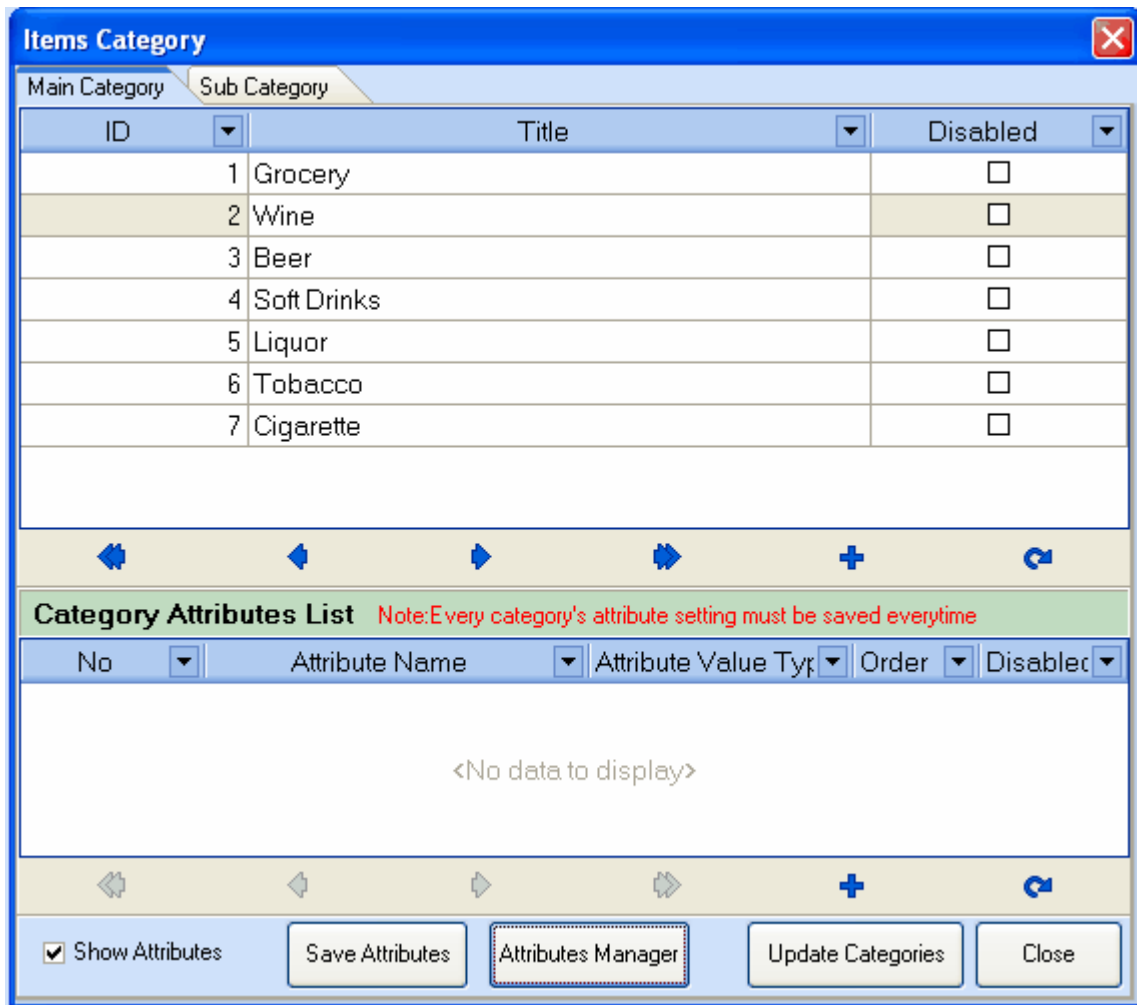 Items Category
Main Category Sub Category
ID Title Disabled
1 Grocery
2 Wine
3 Beer
4 Soft Drinks
5 Liquor
6 Tobacco
7 Cigarette
Category Attributes List Note:Every category's attribute setting must be saved everytime
No Attribute Name Attribute Value Typ Order Disabled
<No data to display>
Show Attributes Save Attributes Attributes Manager Update Categories Close